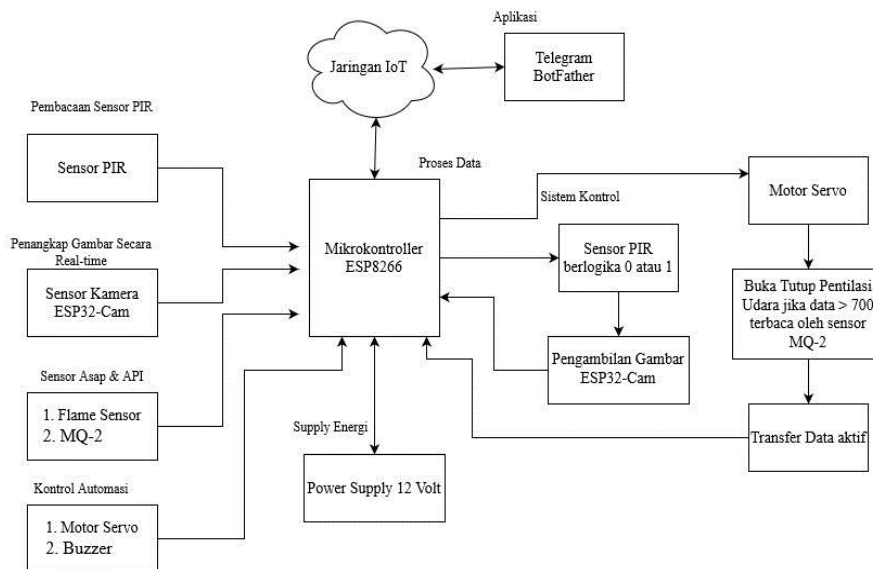 Aplikasi
Jaringan IoT
Telegram
BotFather
Pembacaan Sensor PIR
Sensor PIR
Proses Data
Sistem Kontrol
Motor Servo
Mikrokontroller
ESP8266
Sensor PIR
berlogika 0 atau 1
Penangkap Gambar Secara
Real-time
Sensor Kamera
ESP32-Cam
Buka Tutup Pentilasi
Udara jika data > 700
terbaca oleh sensor
MQ-2
Pengambilan Gambar
ESP32-Cam
Sensor Asap & API
1. Flame Sensor
2. MQ-2
Supply Energi
Transfer Data aktif
Power Supply 12 Volt
Kontrol Automasi
1. Motor Servo
2. Buzzer